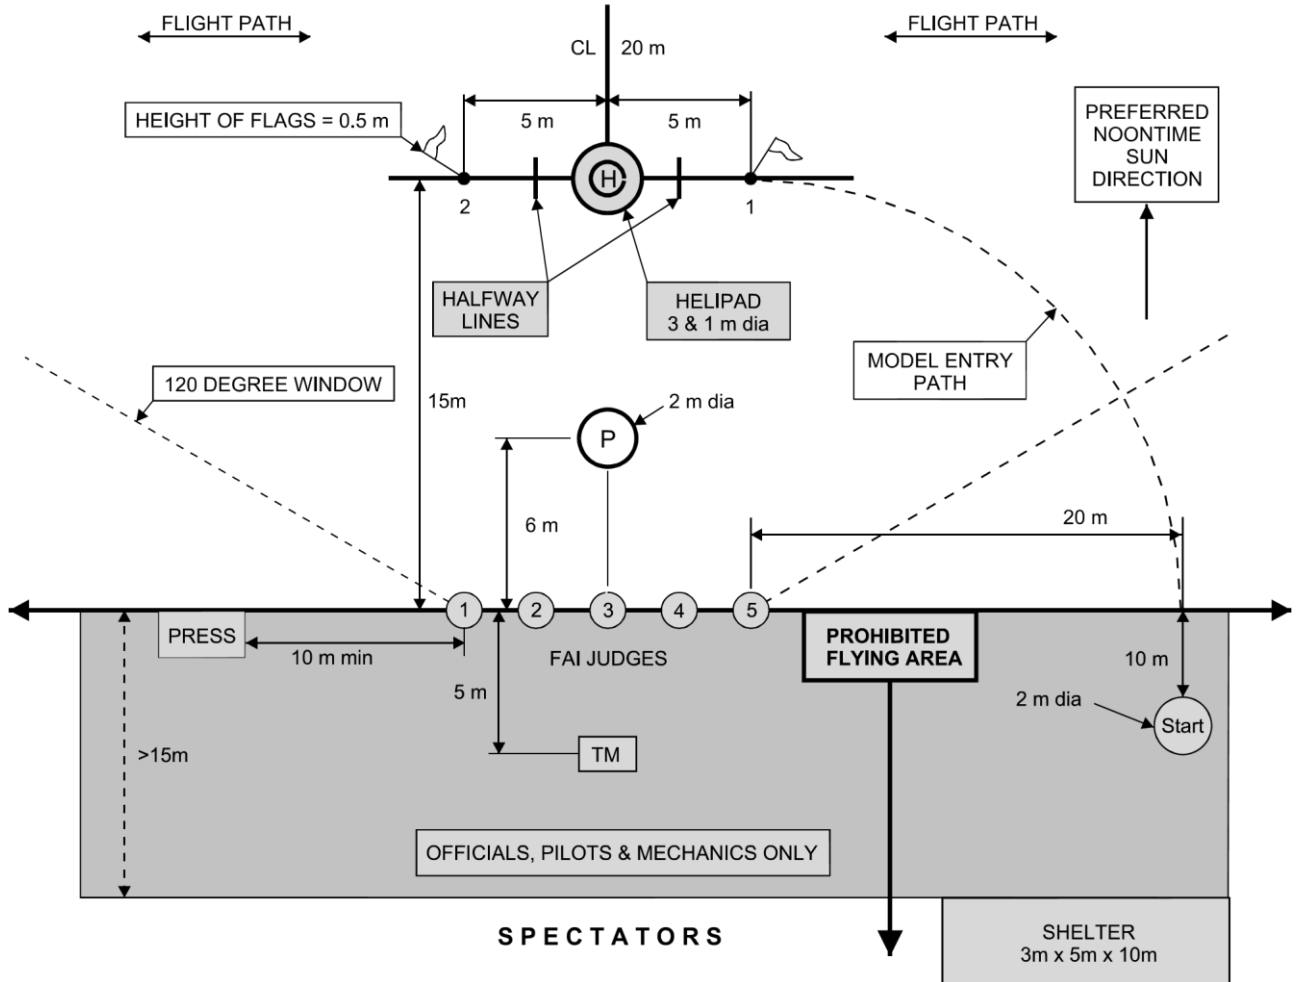 FLIGHT PATH
FLIGHT PATH
CL
20 m
HEIGHT OF FLAGS = 0.5 m
5 m
5 m
PREFERRED
NOONTIME
SUN
DIRECTION
H
2
1
HALFWAY
LINES
HELIPAD
3 & 1 m dia
MODEL ENTRY
PATH
120 DEGREE WINDOW
15m
2 m dia
P
6 m
20 m
1
2
3
4
5
PRESS
10 m min
FAI JUDGES
PROHIBITED
FLYING AREA
10 m
5 m
2 m dia
Start
>15m
TM
OFFICIALS, PILOTS & MECHANICS ONLY
SPECTATORS
SHELTER
3m x 5m x 10m